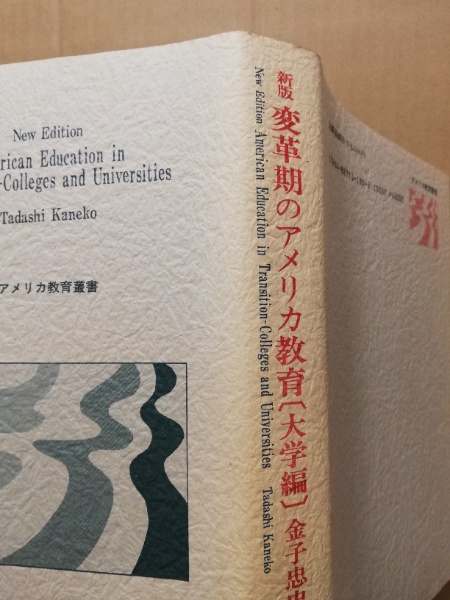 New Edition
rican Education in
-Colleges and Universities
Tadashi Kaneko
アメリカ教育叢書
新版 変革期のアメリカ教育〔大学編〕 金子忠史
New Edition American Education in Transition-Colleges and Universities Tadashi Kaneko